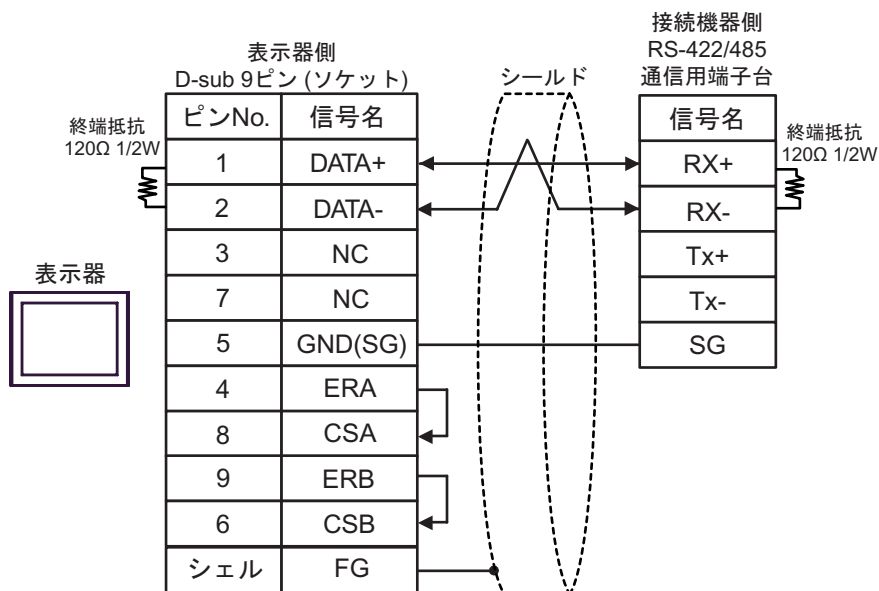 表示器側
D-sub 9ピン (ソケット)
シールド
接続機器側
RS-422/485
通信用端子台
終端抵抗
120Ω 1/2W
ピンNo. 信号名
1 DATA+
2 DATA-
3 NC
7 NC
5 GND(SG)
4 ERA
8 CSA
9 ERB
6 CSB
シェル FG
信号名
RX+
RX-
Tx+
Tx-
SG
終端抵抗
120Ω 1/2W
表示器